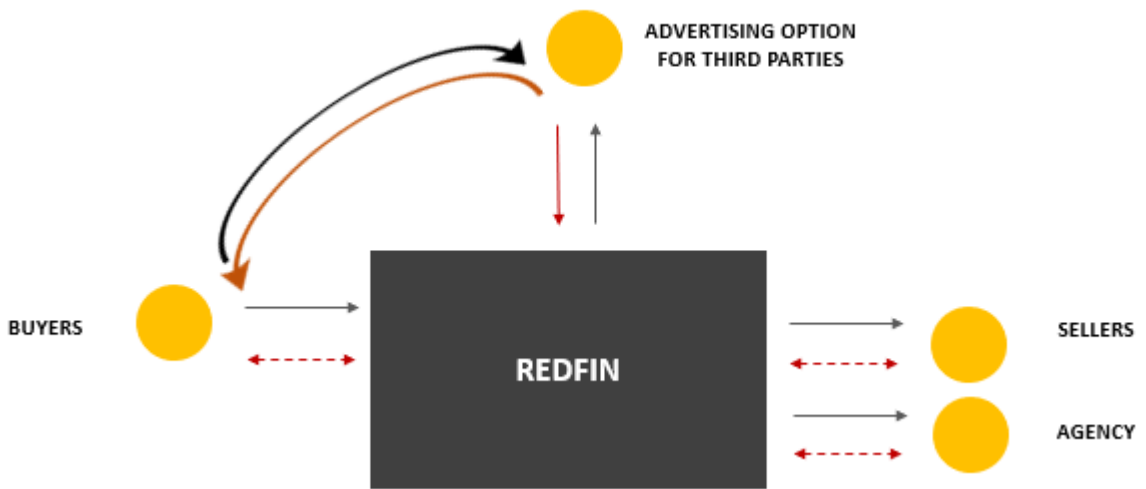 ADVERTISING OPTION
FOR THIRD PARTIES
BUYERS
REDFIN
SELLERS
AGENCY